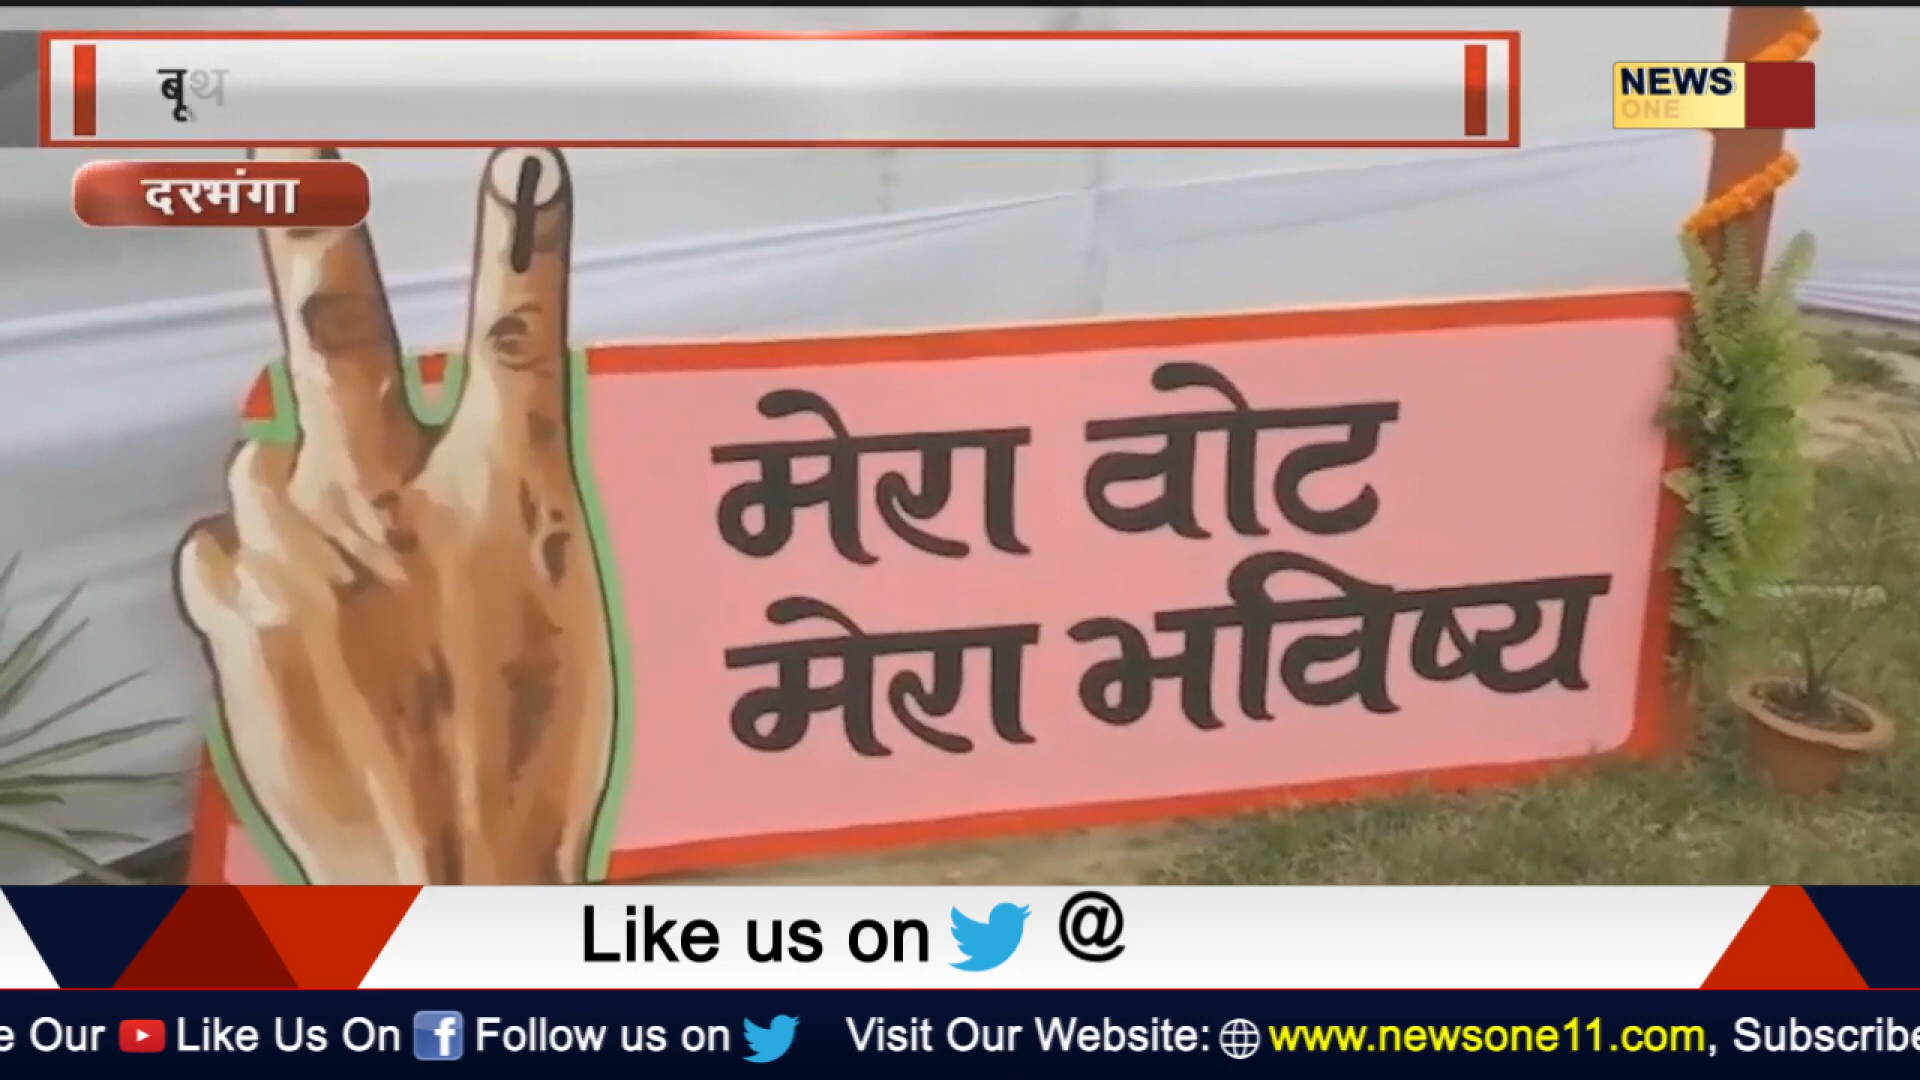 बूथ
NEWS
ONE
दरभंगा
मेरा वोट
मेरा भविष्य
Like us on @
e Our Like Us On Follow us on Visit Our Website: www.newsone11.com, Subscribe